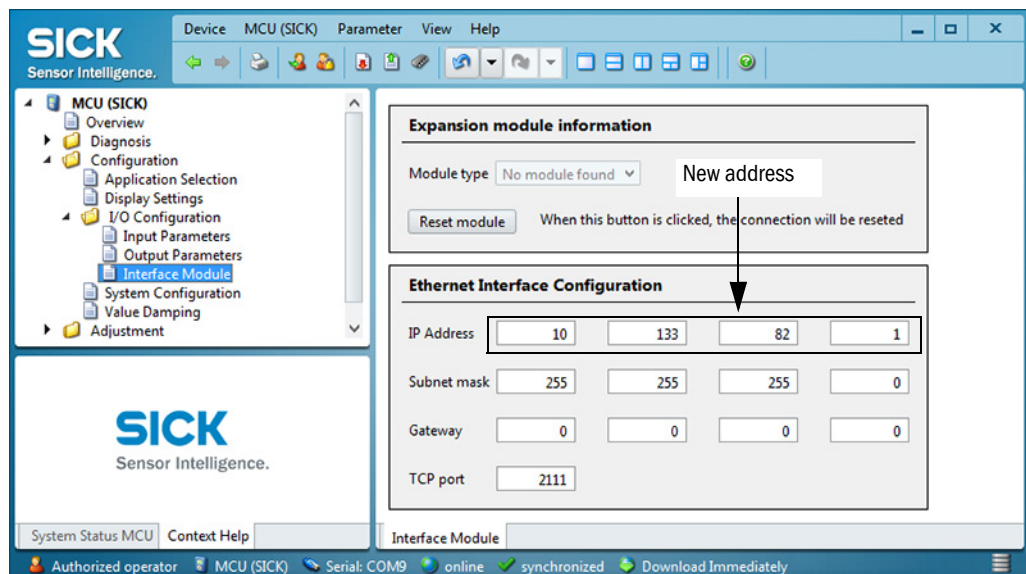 SICK
Sensor Intelligence.
Device MCU (SICK) Parameter View Help
MCU (SICK)
Overview
Diagnosis
Configuration
Application Selection
Display Settings
I/O Configuration
Input Parameters
Output Parameters
Interface Module
System Configuration
Value Damping
Adjustment
SICK
Sensor Intelligence.
System Status MCU Context Help
Expansion module information
Module type No module found
New address
Reset module When this button is clicked, the connection will be reseted
Ethernet Interface Configuration
IP Address 10 133 82 1
Subnet mask 255 255 255 0
Gateway 0 0 0 0
TCP port 2111
Interface Module
Authorized operator MCU (SICK) Serial: COM9 online synchronized Download Immediately